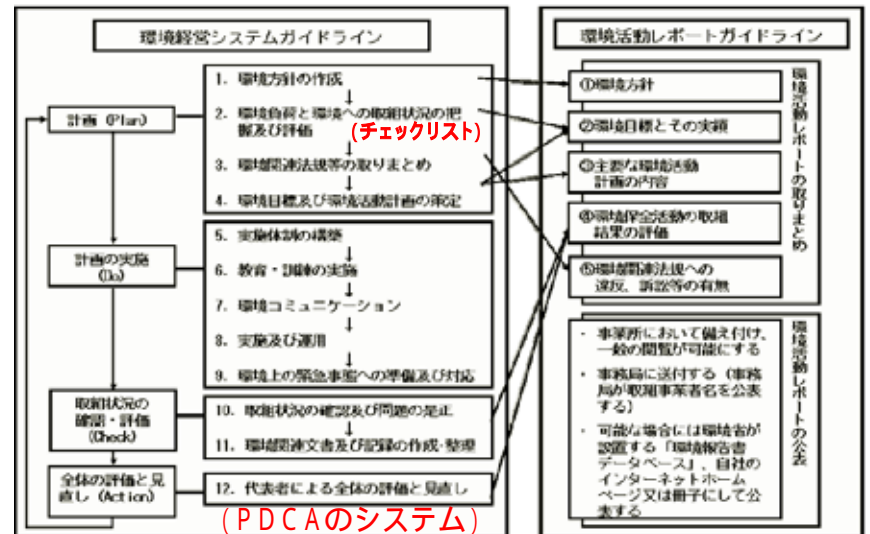 環境経営システムガイドライン
計画 (Plan)
1. 環境方針の作成
↓
2. 環境負荷と環境への取組状況の把
握及び評価
(チェックリスト)
↓
3. 環境関連法規等の取りまとめ
↓
4. 環境目標及び環境活動計画の策定
計画の実施
(Do)
5. 実施体制の構築
↓
6. 教育・訓練の実施
↓
7. 環境コミュニケーション
↓
8. 実施及び運用
↓
9. 環境上の緊急事態への準備及び対応
取組状況の
確認・評価
(Check)
10. 取組状況の確認及び問題の是正
↓
11. 環境関連文書及び記録の作成・整理
全体の評価と見
直し (Action)
12. 代表者による全体の評価と見直し
(PDCAのシステム)
環境活動レポートガイドライン
①環境方針
②環境目標とその実績
③主要な環境活動
計画の内容
④環境保全活動の取組
結果の評価
⑤環境関連法規への
違反、訴訟等の有無
環境活動レポートの取りまとめ
・ 事業所において備え付け、
一般の閲覧が可能にする
・ 事務局に送付する（事務
局が取組事業者名を公表
する）
・ 可能な場合には環境省が
設置する「環境報告書
データベース」、自社の
インターネットホーム
ページ又は冊子にして公
表する
環境活動レポートの公表